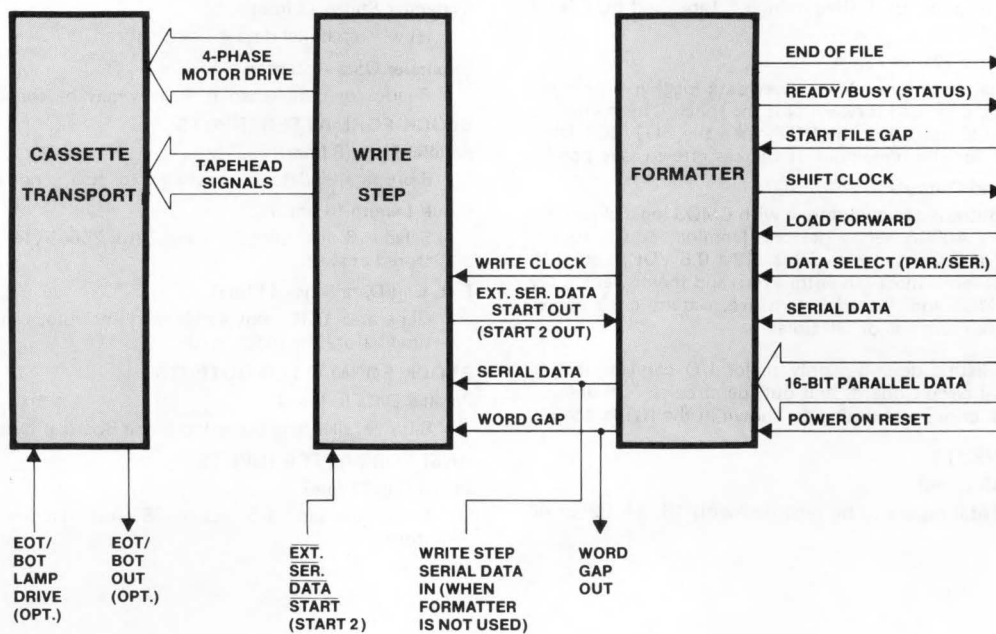 4-PHASE
MOTOR DRIVE
TAPEHEAD
SIGNALS
CASSETTE
TRANSPORT
WRITE
STEP
FORMATTER
WRITE CLOCK
EXT. SER. DATA
START OUT
(START 2 OUT)
SERIAL DATA
WORD GAP
END OF FILE
READY/BUSY (STATUS)
START FILE GAP
SHIFT CLOCK
LOAD FORWARD
DATA SELECT (PAR./SER.)
SERIAL DATA
16-BIT PARALLEL DATA
POWER ON RESET
EOT/
BOT
LAMP
DRIVE
(OPT.)
EOT/
BOT
OUT
(OPT.)
EXT.
SER.
DATA
START
(START 2)
WRITE STEP
SERIAL DATA
IN (WHEN
FORMATTER
IS NOT USED)
WORD
GAP
OUT